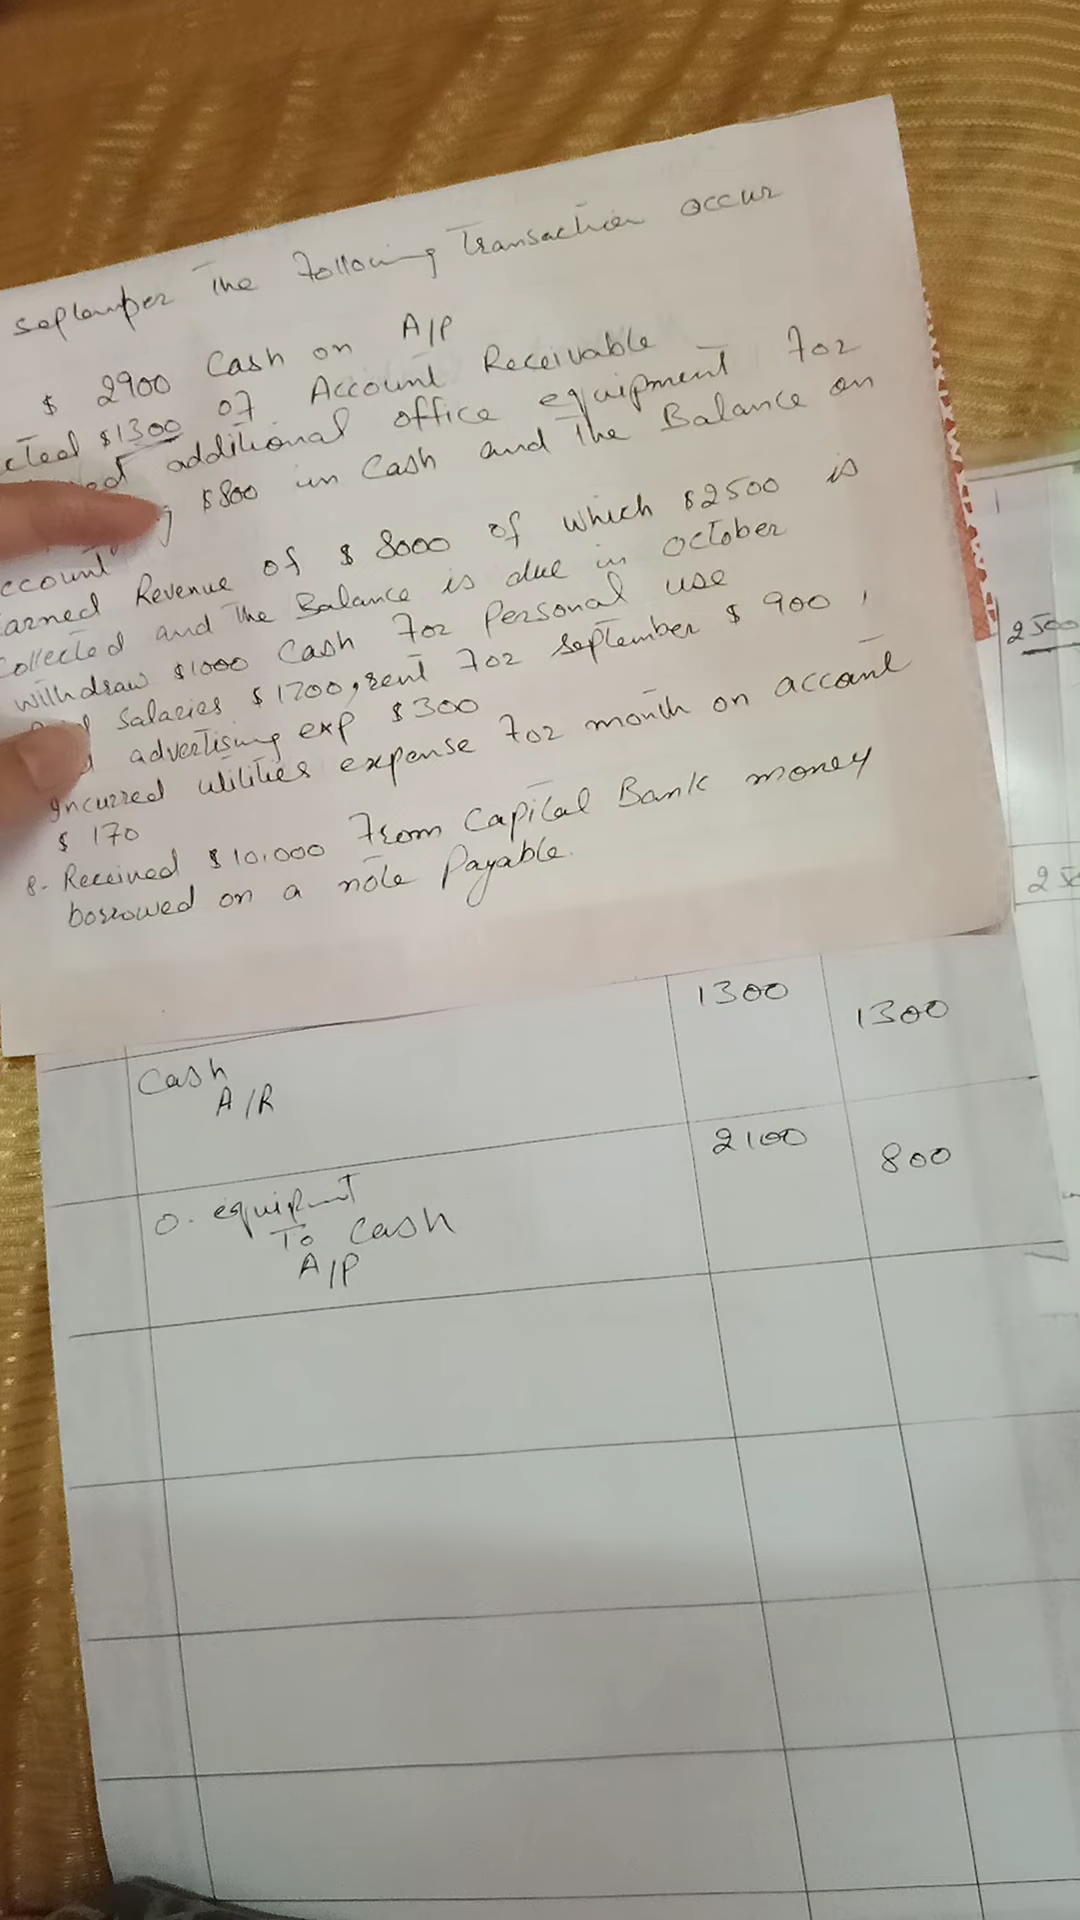 September The Following Transaction occur
$ 2900 Cash on A/P
cted $1300 of Account Receivable
additional office equipment for
$800 in Cash and The Balance on
ccount
arned Revenue of $ 8000 of which $2500 is
Collected and The Balance is due in October
withdraw $1000 Cash For Personal use
Salaries $ 1700, rent For September $ 900,
advertising exp $300
Incurred utilities expense For month on account
$ 170
8- Received $10,000 From Capital Bank money
borrowed on a note Payable.
2500
250
Cash 1300
A/R 1300
O. equipmt 2100
To Cash 800
A/P